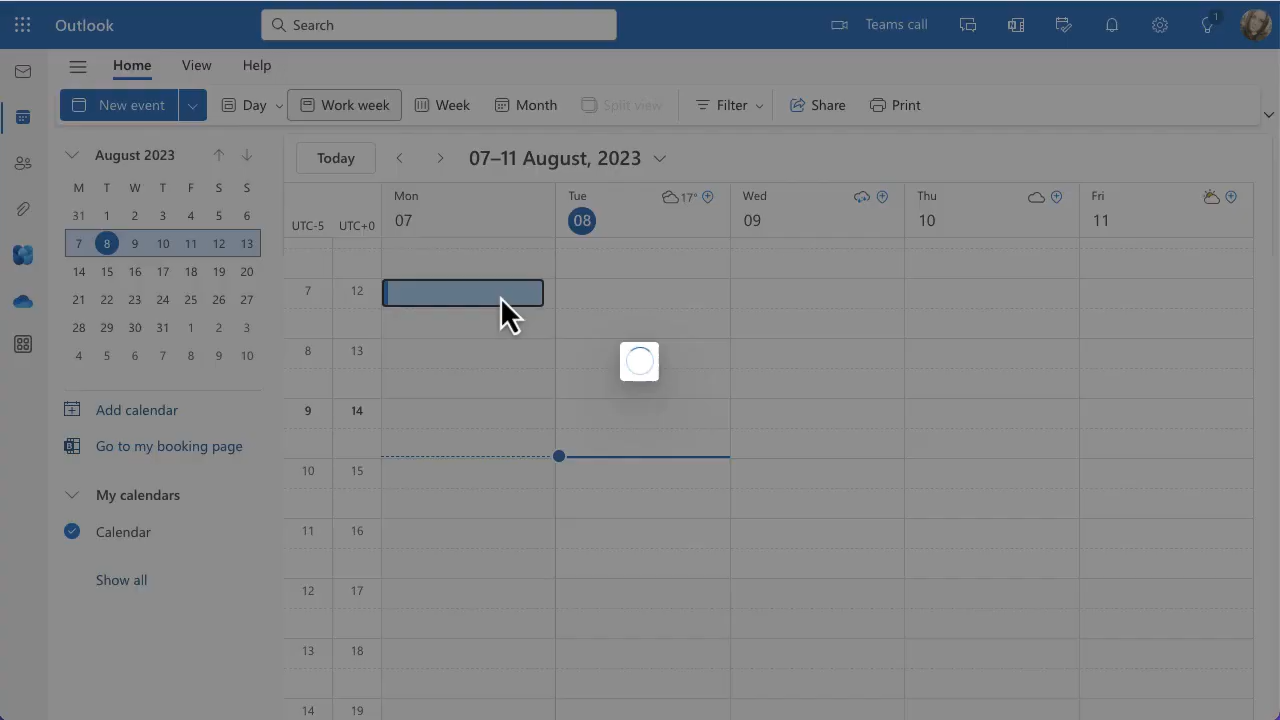 Outlook
Search
Teams call
1
Home View Help
New event
Day
Work week
Week
Month
Split view
Filter
Share
Print
August 2023
M T W T F S S
31 1 2 3 4 5 6
7 8 9 10 11 12 13
14 15 16 17 18 19 20
21 22 23 24 25 26 27
28 29 30 31 1 2 3
4 5 6 7 8 9 10
Add calendar
Go to my booking page
My calendars
Calendar
Show all
Today
07–11 August, 2023
Mon Tue 17° Wed Thu Fri
UTC-5 UTC+0 07 08 09 10 11
7 12
8 13
9 14
10 15
11 16
12 17
13 18
14 19